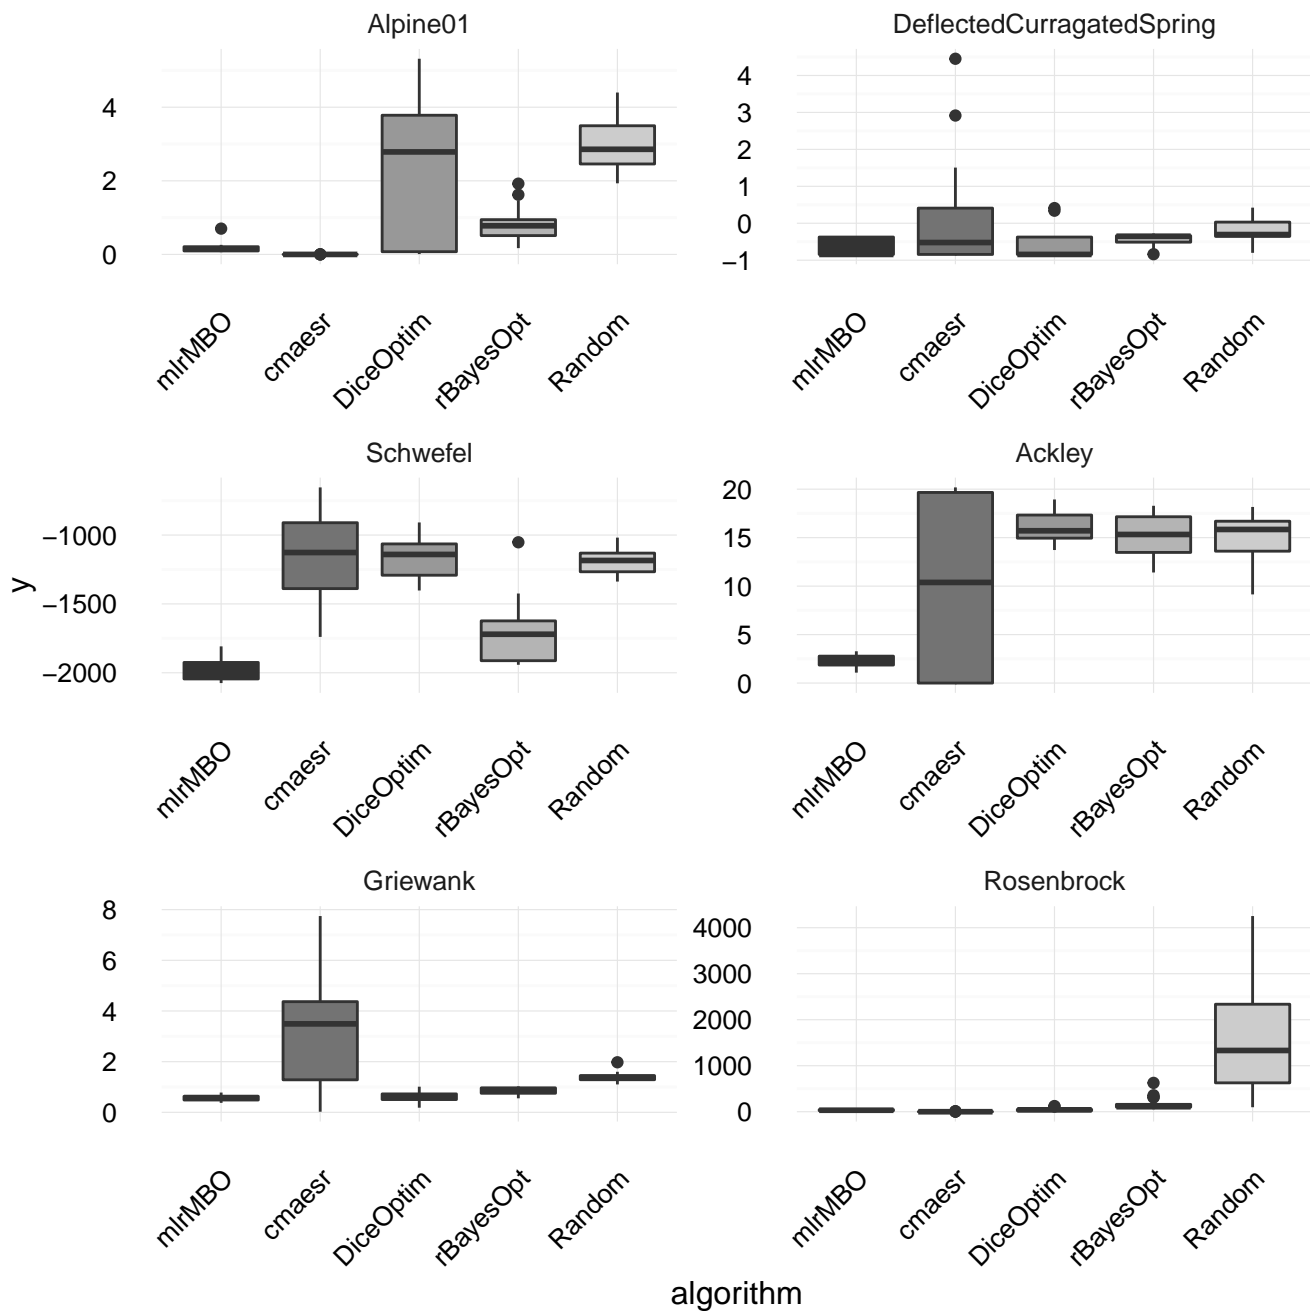 Alpine01
DeflectedCurragatedSpring
4
2
0
4
3
2
1
0
−1
mlrMBO
cmaesr
DiceOptim
rBayesOpt
Random
mlrMBO
cmaesr
DiceOptim
rBayesOpt
Random
Schwefel
Ackley
−1000
−1500
−2000
20
15
10
5
0
mlrMBO
cmaesr
DiceOptim
rBayesOpt
Random
mlrMBO
cmaesr
DiceOptim
rBayesOpt
Random
y
Griewank
Rosenbrock
8
6
4
2
0
4000
3000
2000
1000
0
mlrMBO
cmaesr
DiceOptim
rBayesOpt
Random
mlrMBO
cmaesr
DiceOptim
rBayesOpt
Random
algorithm